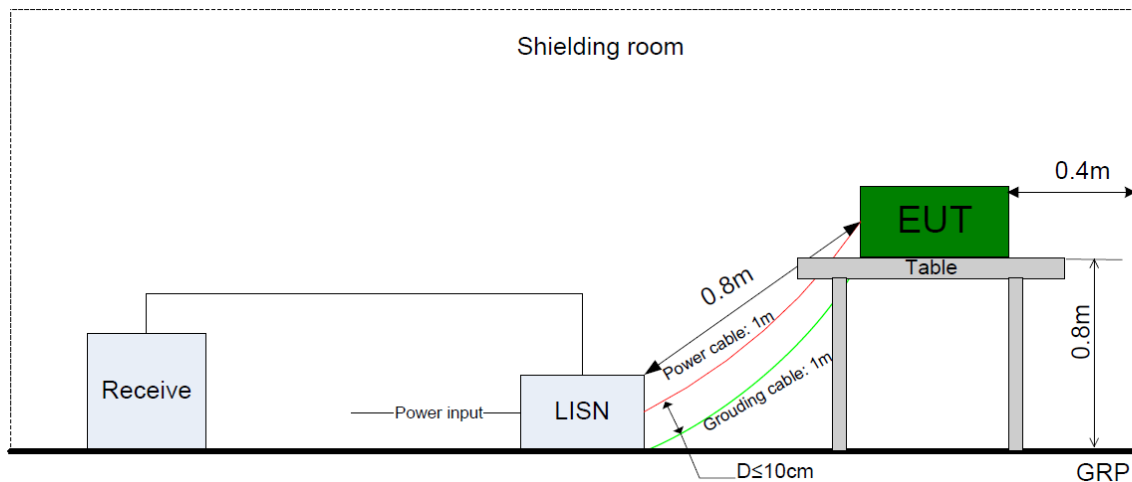 Shielding room
0.4m
EUT
Table
0.8m
Power cable: 1m
Grouding cable: 1m
0.8m
Receive
Power input
LISN
D≤10cm
GRP